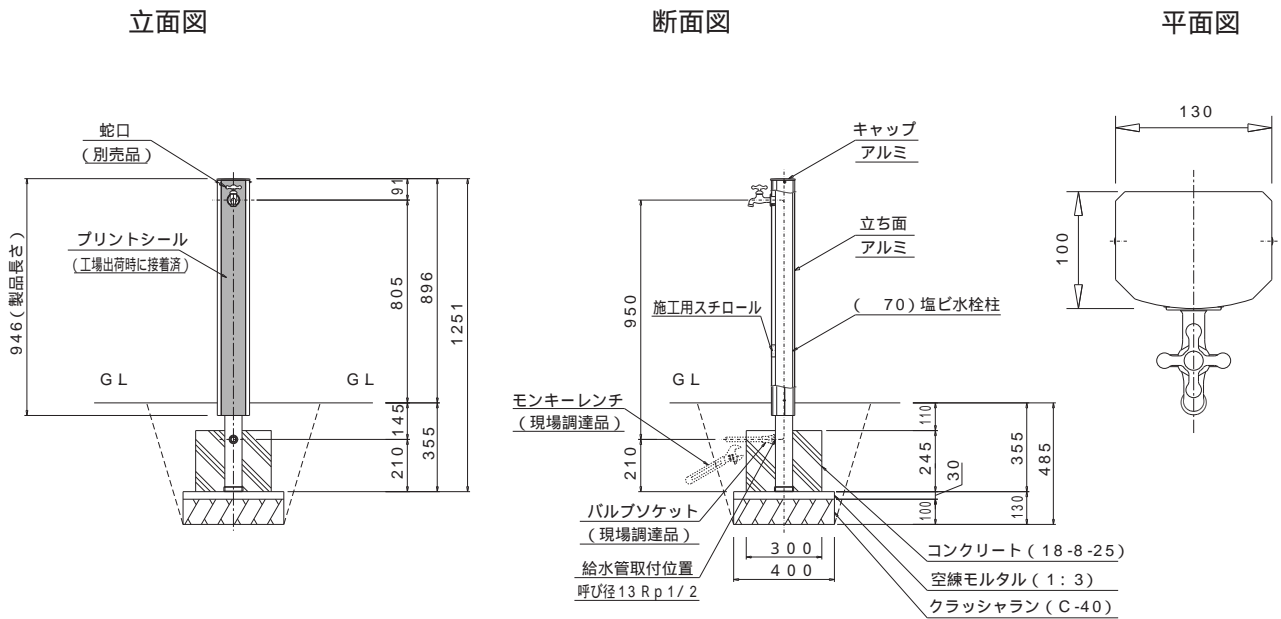 立面図
断面図
平面図
蛇口
(別売品)
プリントシール
(工場出荷時に接着済)
946(製品長さ)
91
805
896
1251
GL
GL
145
210
355
キャップ
アルミ
立ち面
アルミ
950
施工用スチロール
( 70)塩ビ水栓柱
GL
モンキーレンチ
(現場調達品)
210
110
245
355
485
30
100
130
バルブソケット
(現場調達品)
給水管取付位置
呼び径13 Rp1/2
300
400
コンクリート(18-8-25)
空練モルタル(1:3)
クラッシャラン(C-40)
130
100